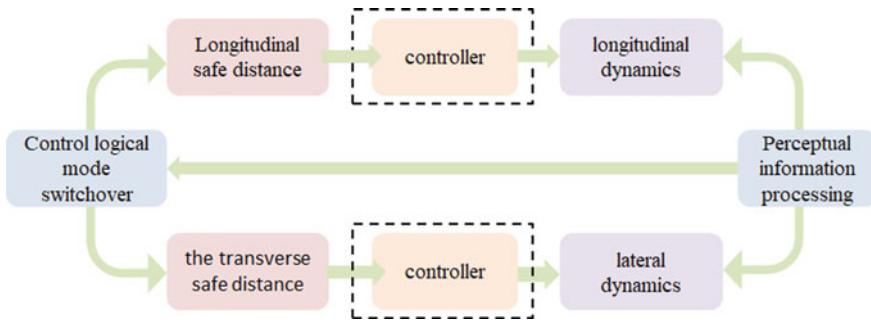 Longitudinal
safe distance
controller
longitudinal
dynamics
Control logical
mode
switchover
Perceptual
information
processing
the transverse
safe distance
controller
lateral
dynamics